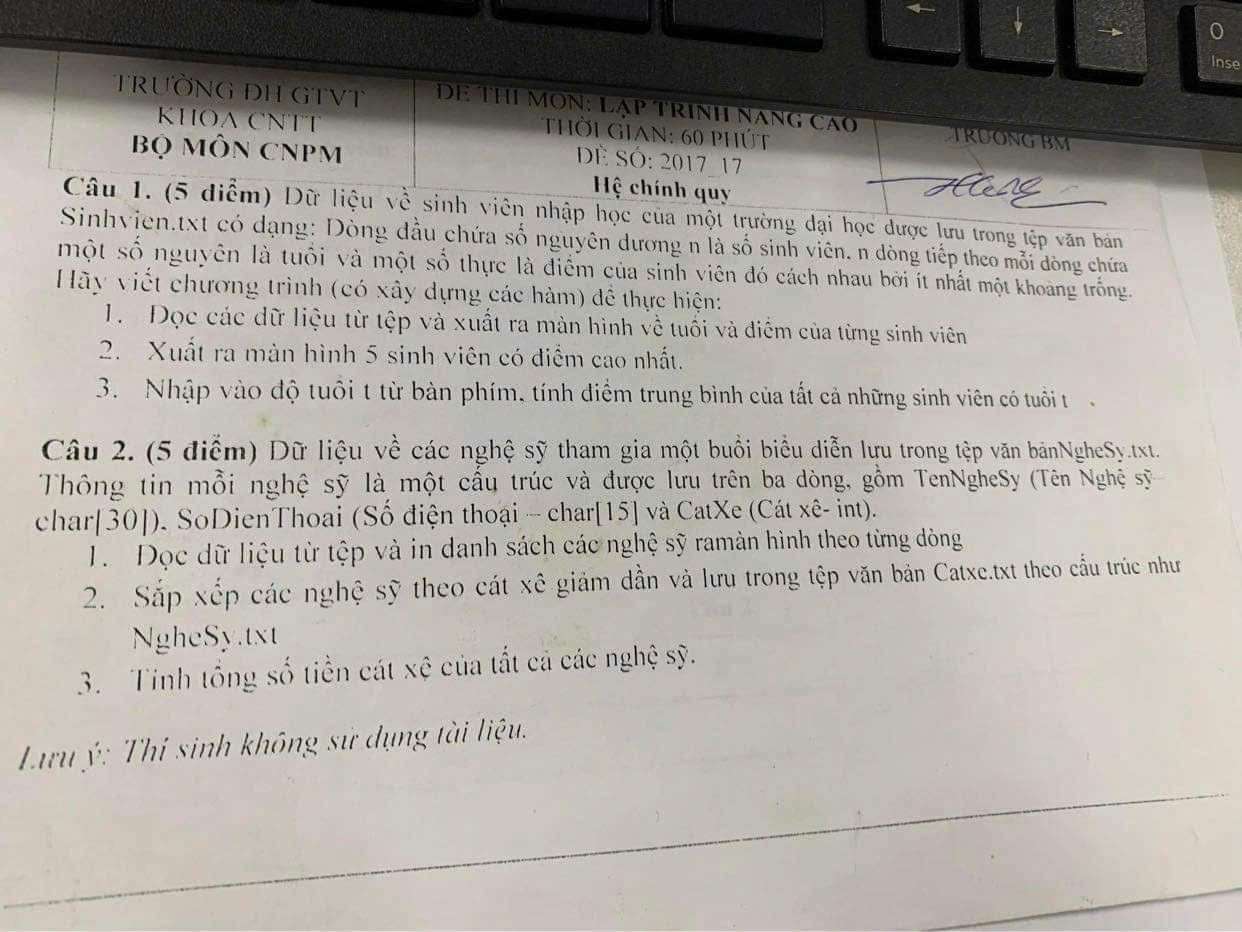 Inse
TRƯỜNG ĐH GTVT
KHOA CNTT
BỘ MÔN CNPM
ĐỀ THI MÔN: LẬP TRÌNH NÂNG CAO
THỜI GIAN: 60 PHÚT
ĐỀ SỐ: 2017_17
Hệ chính quy
TRƯỞNG BM
Câu 1. (5 điểm) Dữ liệu về sinh viên nhập học của một trường đại học được lưu trong tệp văn bản
Sinhvien.txt có dạng: Dòng đầu chứa số nguyên dương n là số sinh viên. n dòng tiếp theo mỗi dòng chứa
một số nguyên là tuổi và một số thực là điểm của sinh viên đó cách nhau bởi ít nhất một khoảng trống.
Hãy viết chương trình (có xây dựng các hàm) để thực hiện:
1. Đọc các dữ liệu từ tệp và xuất ra màn hình về tuổi và điểm của từng sinh viên
2. Xuất ra màn hình 5 sinh viên có điểm cao nhất.
3. Nhập vào độ tuổi t từ bàn phím, tính điểm trung bình của tất cả những sinh viên có tuổi t
Câu 2. (5 điểm) Dữ liệu về các nghệ sỹ tham gia một buổi biểu diễn lưu trong tệp văn bảnNgheSy.txt.
Thông tin mỗi nghệ sỹ là một cấu trúc và được lưu trên ba dòng, gồm TenNgheSy (Tên Nghệ sỹ
char[30]), SoDienThoai (Số điện thoại – char[15] và CatXe (Cát xê- int).
1. Đọc dữ liệu từ tệp và in danh sách các nghệ sỹ ramàn hình theo từng dòng
2. Sắp xếp các nghệ sỹ theo cát xê giảm dần và lưu trong tệp văn bản Catxe.txt theo cấu trúc như
NgheSy.txt
3. Tính tổng số tiền cát xê của tất cả các nghệ sỹ.
Lưu ý: Thí sinh không sử dụng tài liệu.